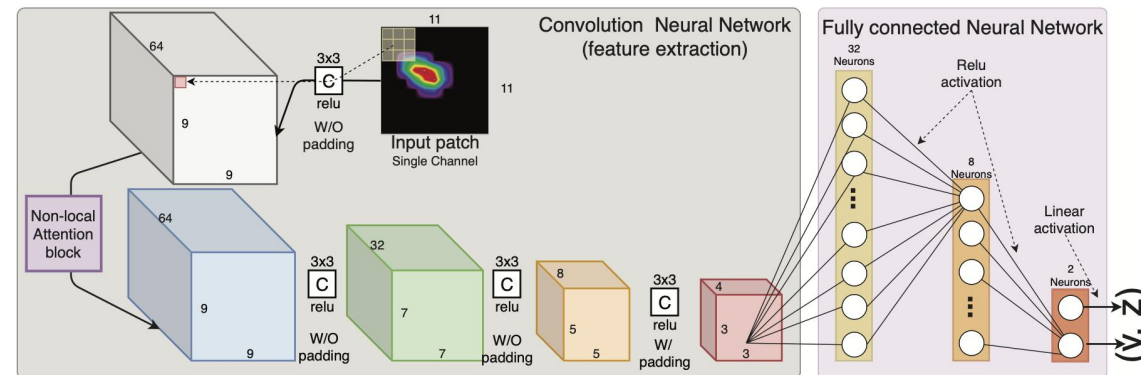 Convolution Neural Network
(feature extraction)
Fully connected Neural Network
64
9
9
3x3
C
relu
W/O
padding
11
11
Input patch
Single Channel
Non-local
Attention
block
64
9
9
3x3
C
relu
W/O
padding
32
7
7
3x3
C
relu
W/O
padding
8
5
5
3x3
C
relu
W/
padding
4
3
3
32
Neurons
Relu
activation
8
Neurons
Linear
activation
2
Neurons
(y, z)